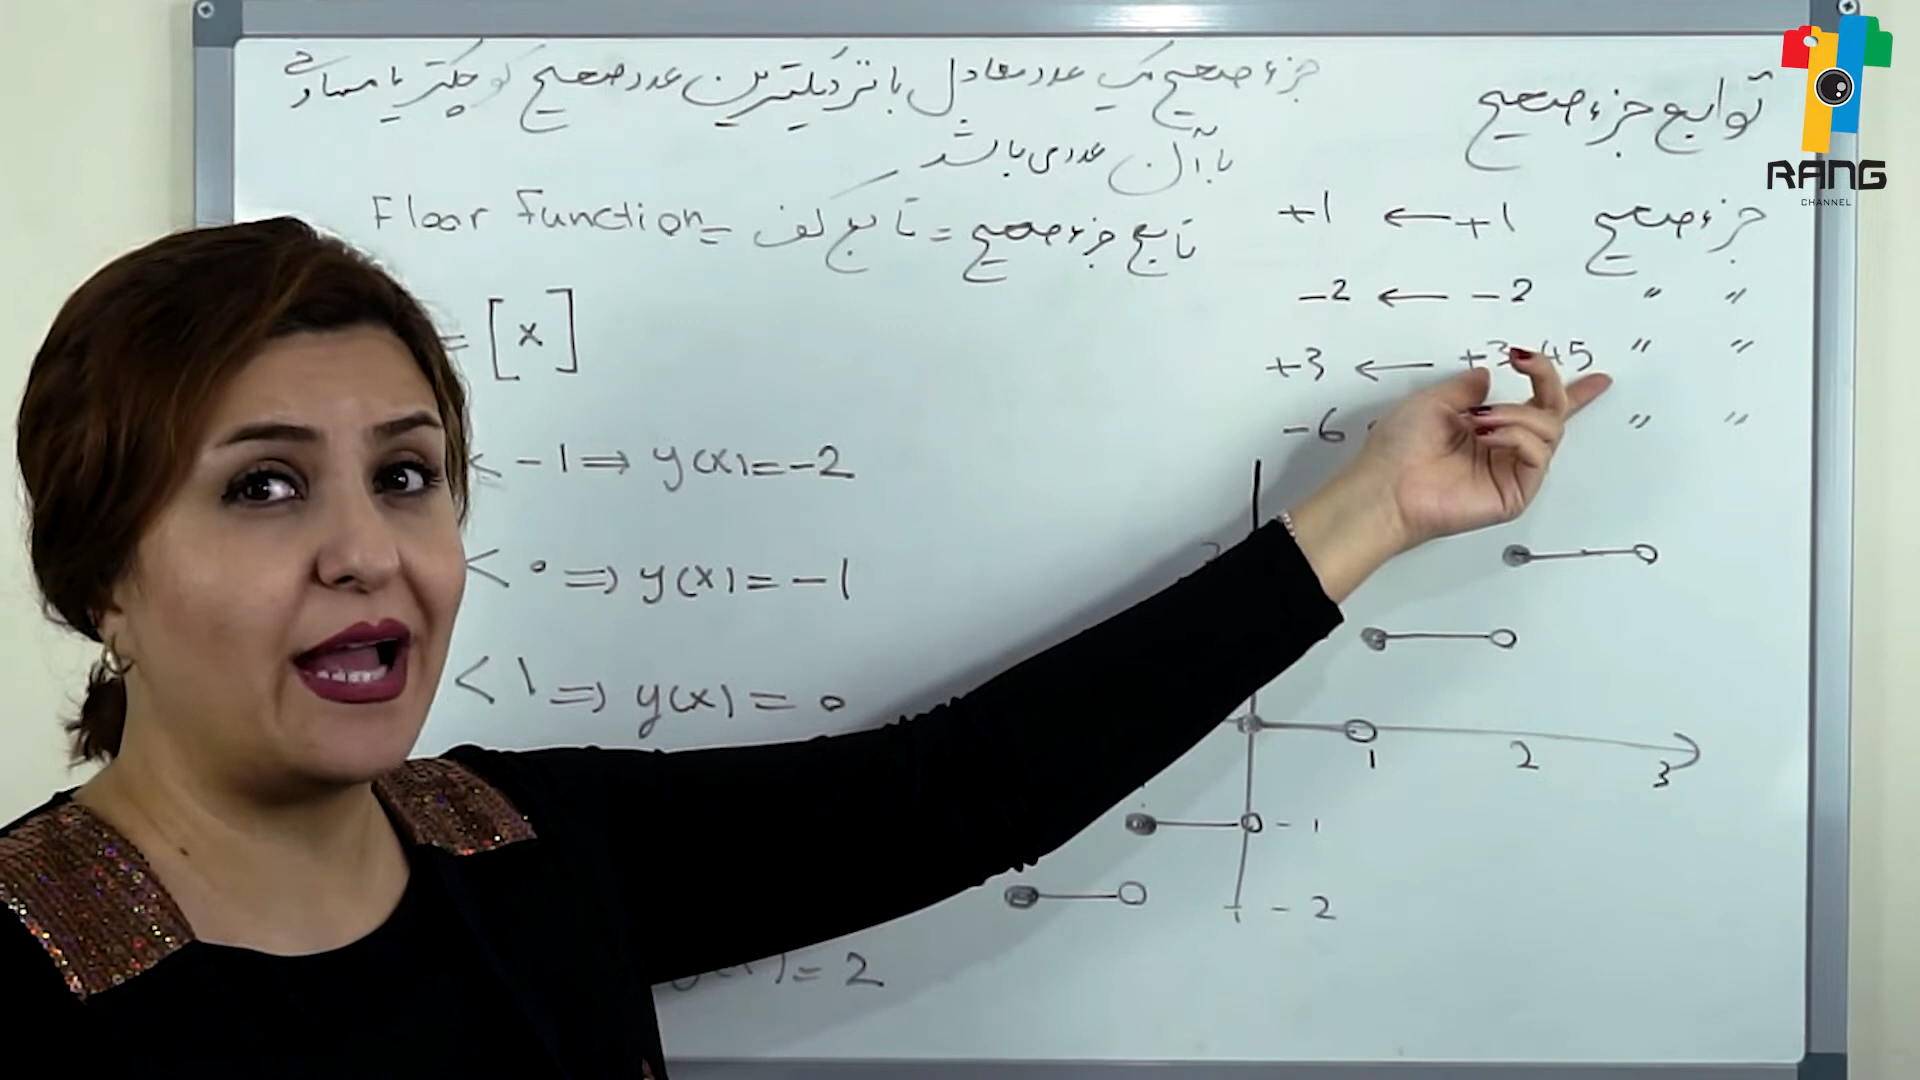 توابع جزء صحیح
جزء صحیح یک عدد معادل با نزدیکترین عدد صحیح کوچکتر یا مساوی
با آن عدد می باشد
Floor Function = تابع کف = تابع جزء صحیح
جزء صحیح +1 ← +1
" " -2 ← -2
" " +3.45 ← +3
" " -6
= [x]
< -1 ⇒ y(x) = -2
< 0 ⇒ y(x) = -1
< 1 ⇒ y(x) = 0
y(x) = 2
1 2 3
-1
-2
RANG
CHANNEL